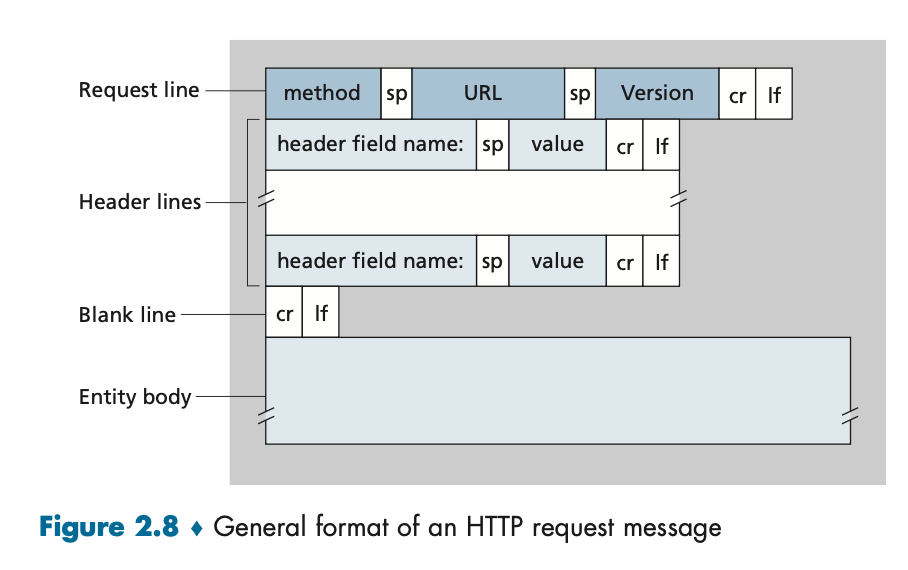 Request line method sp URL sp Version cr lf
header field name: sp value cr lf
Header lines
header field name: sp value cr lf
Blank line cr lf
Entity body
Figure 2.8 ♦ General format of an HTTP request message